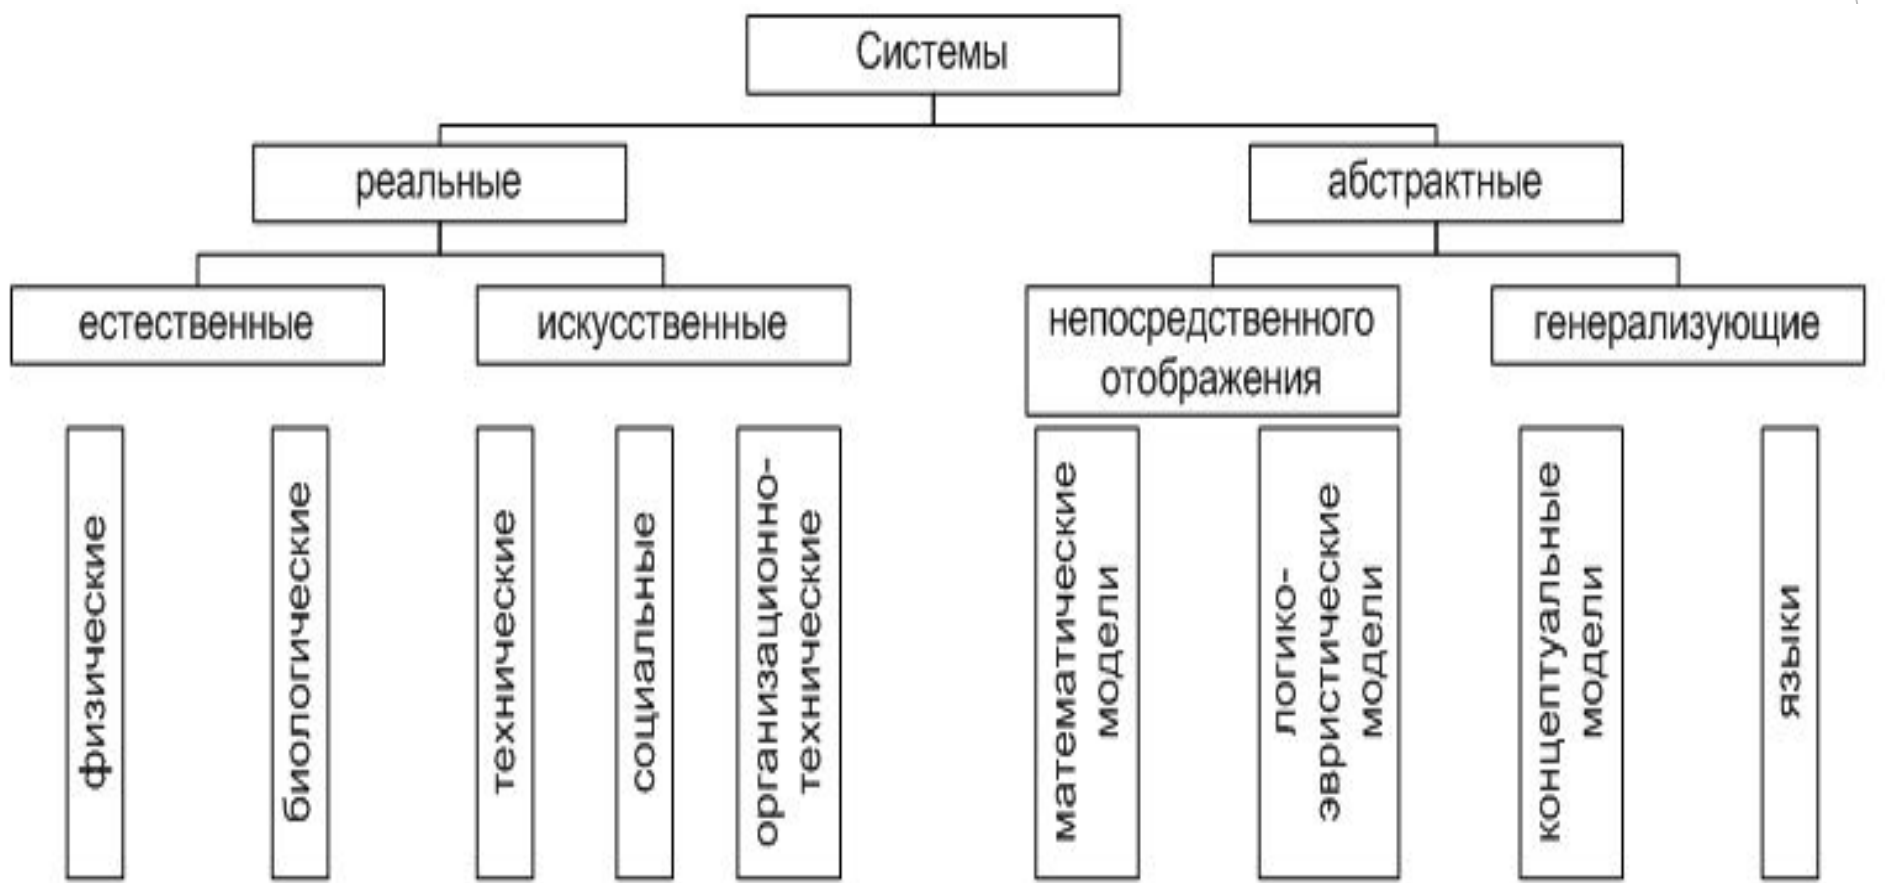 Системы
реальные
абстрактные
естественные
искусственные
непосредственного
отображения
генерализующие
физические
биологические
технические
социальные
организационно-
технические
математические
модели
логико-
эвристические
модели
концептуальные
модели
языки